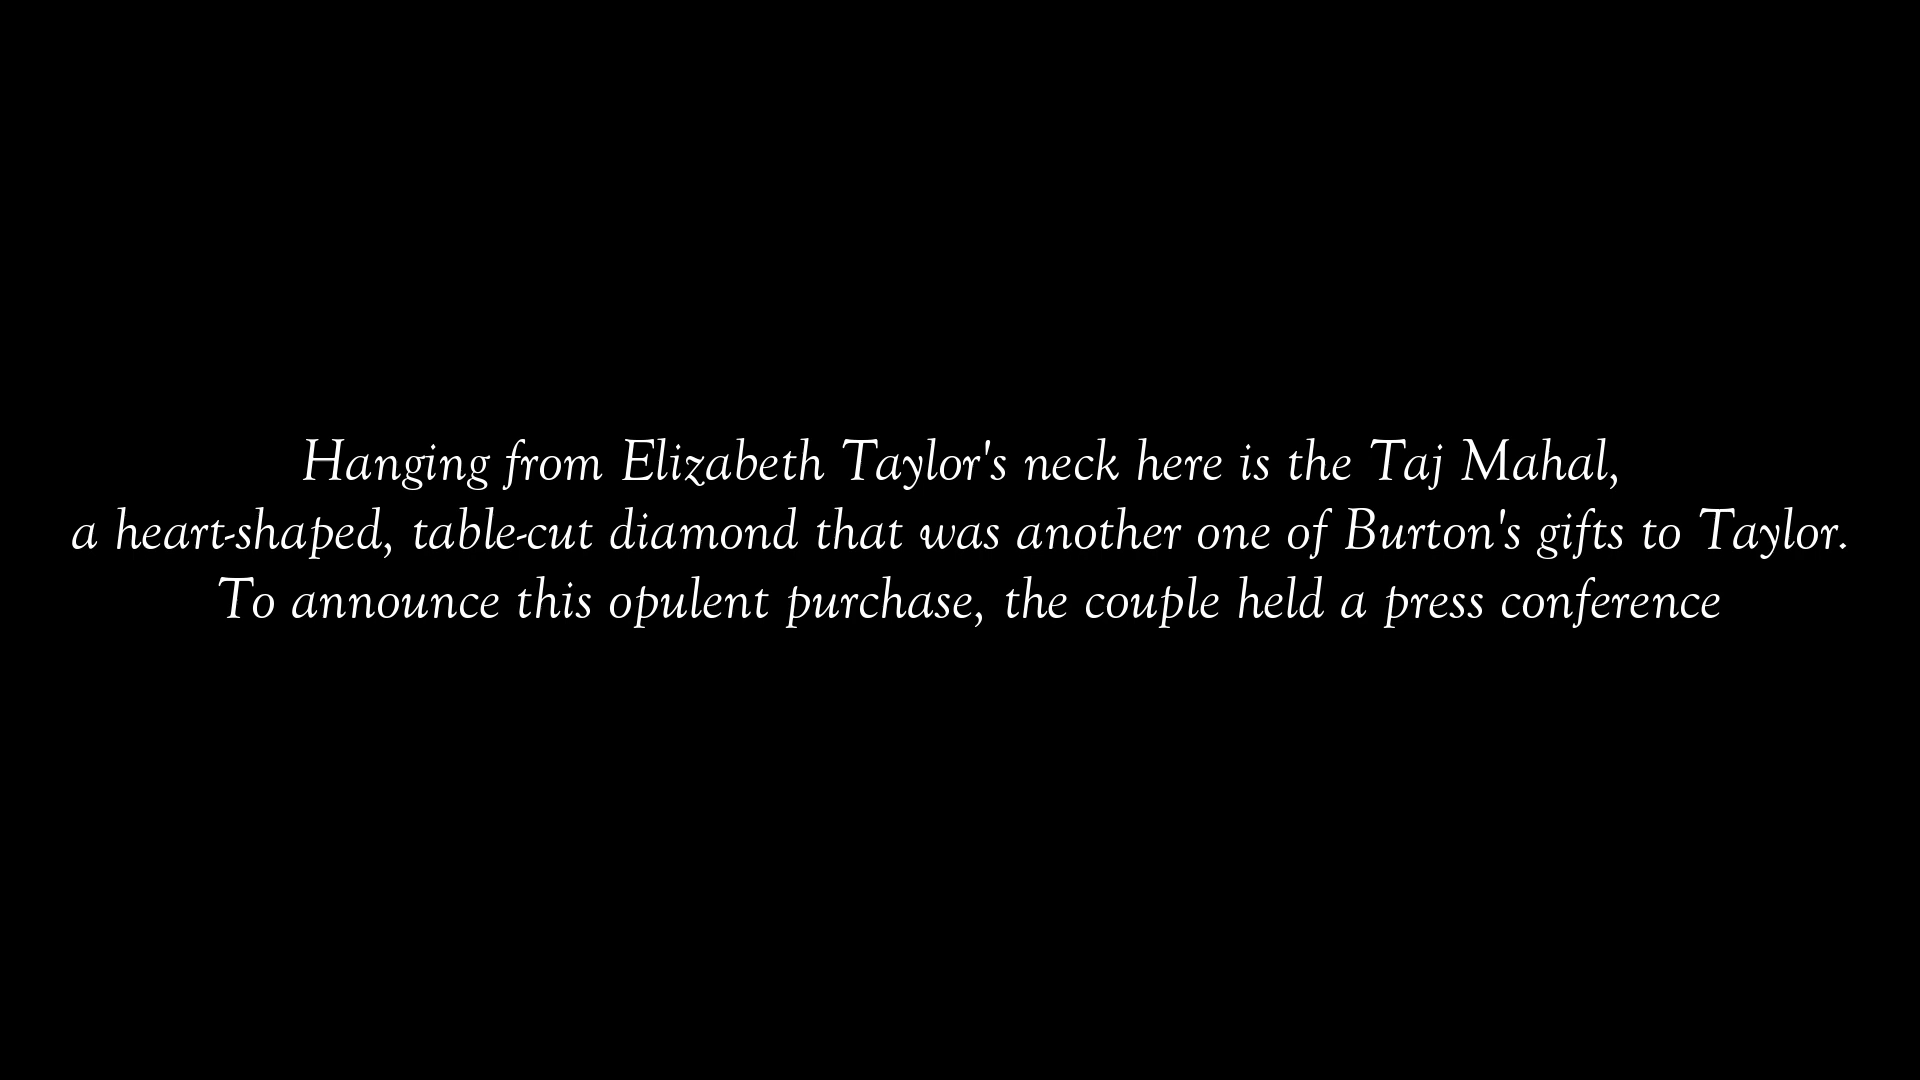 Hanging from Elizabeth Taylor's neck here is the Taj Mahal,
a heart-shaped, table-cut diamond that was another one of Burton's gifts to Taylor.
To announce this opulent purchase, the couple held a press conference